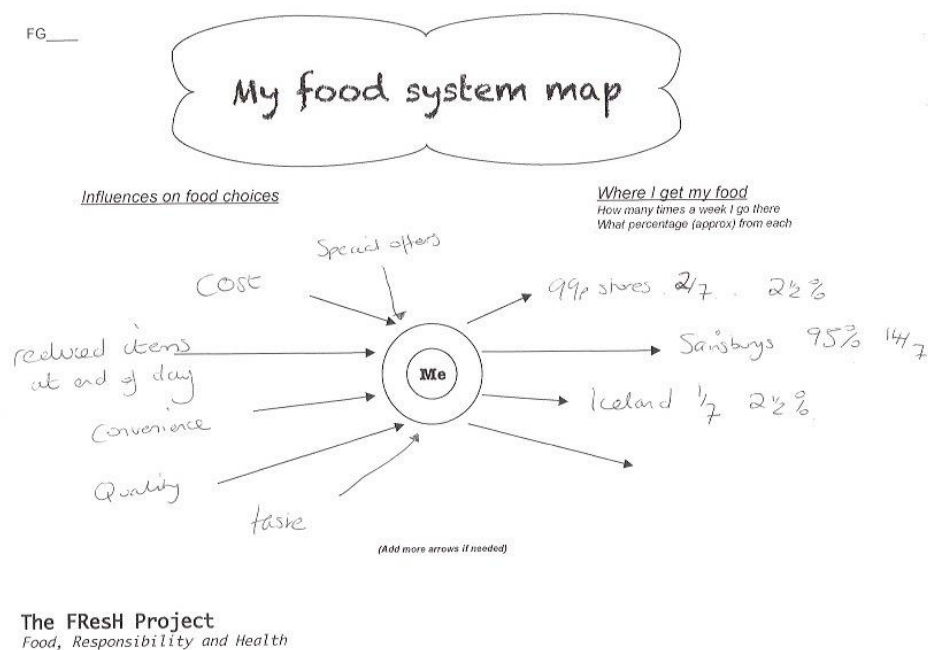 FG___
My food system map
Influences on food choices
Where I get my food
How many times a week I go there
What percentage (approx) from each
Special offers
Cost
reduced items
at end of day
Convenience
Quality
taste
Me
99p stores 2/7 . 2½%
Sainsburys 95% 14/7
Iceland 1/7 2½%
(Add more arrows if needed)
The FResH Project
Food, Responsibility and Health